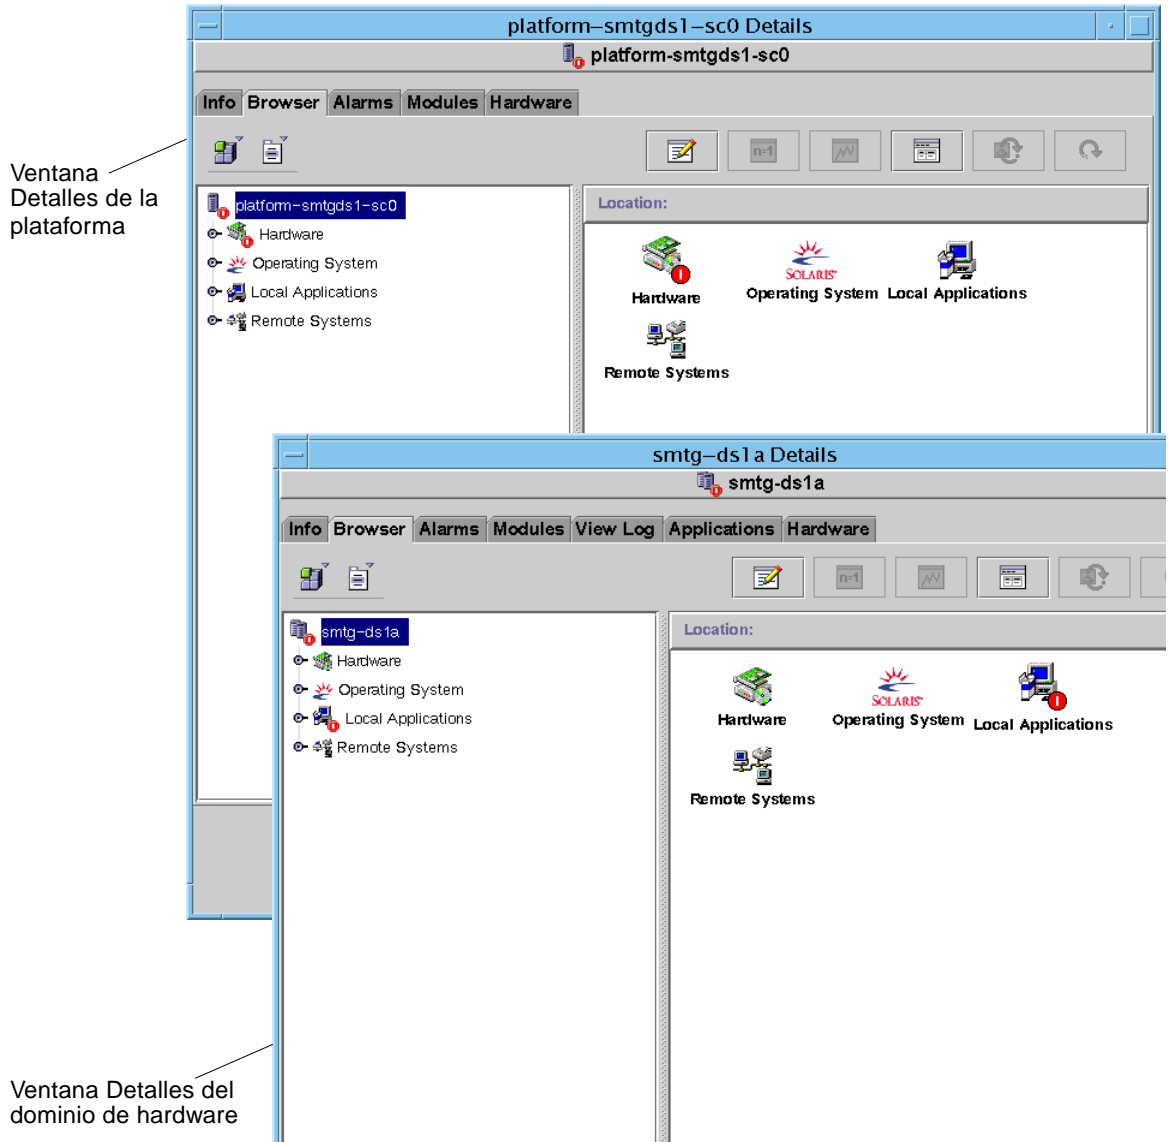 platform-smtgds1-sc0 Details
platform-smtgds1-sc0
Info Browser Alarms Modules Hardware
n=1
Ventana
Detalles de la
plataforma
platform-smtgds1-sc0
Hardware
Operating System
Local Applications
Remote Systems
Location:
SOLARIS
Hardware
Operating System
Local Applications
Remote Systems
smtg-ds1a Details
smtg-ds1a
Info Browser Alarms Modules View Log Applications Hardware
n=1
smtg-ds1a
Hardware
Operating System
Local Applications
Remote Systems
Location:
SOLARIS
Hardware
Operating System
Local Applications
Remote Systems
Ventana Detalles del
dominio de hardware